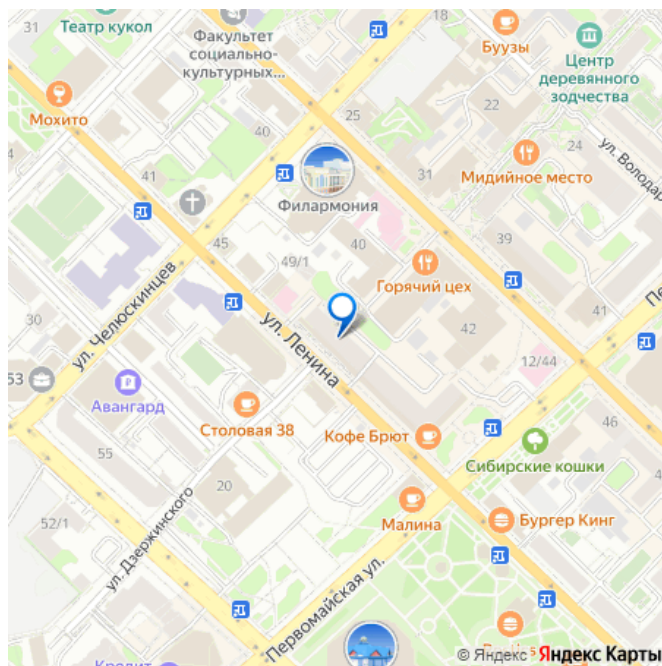 31
Театр кукол
Факультет
социально-
культурных...
18
Буузы
Центр
деревянного
зодчества
Мохито
25
22
40
ул. Володар
24
31
Мидийное место
41
Филармония
45
40
39
49/1
Горячий цех
ул. Челюскинцев
30
ул. Ленина
42
41
12/44
53
Авангард
Столовая 38
Кофе Брют
46
Сибирские кошки
55
20
Малина
Бургер Кинг
52/1
ул. Дзержинского
Первомайская ул.
Кредит
© Яндекс Яндекс Карты